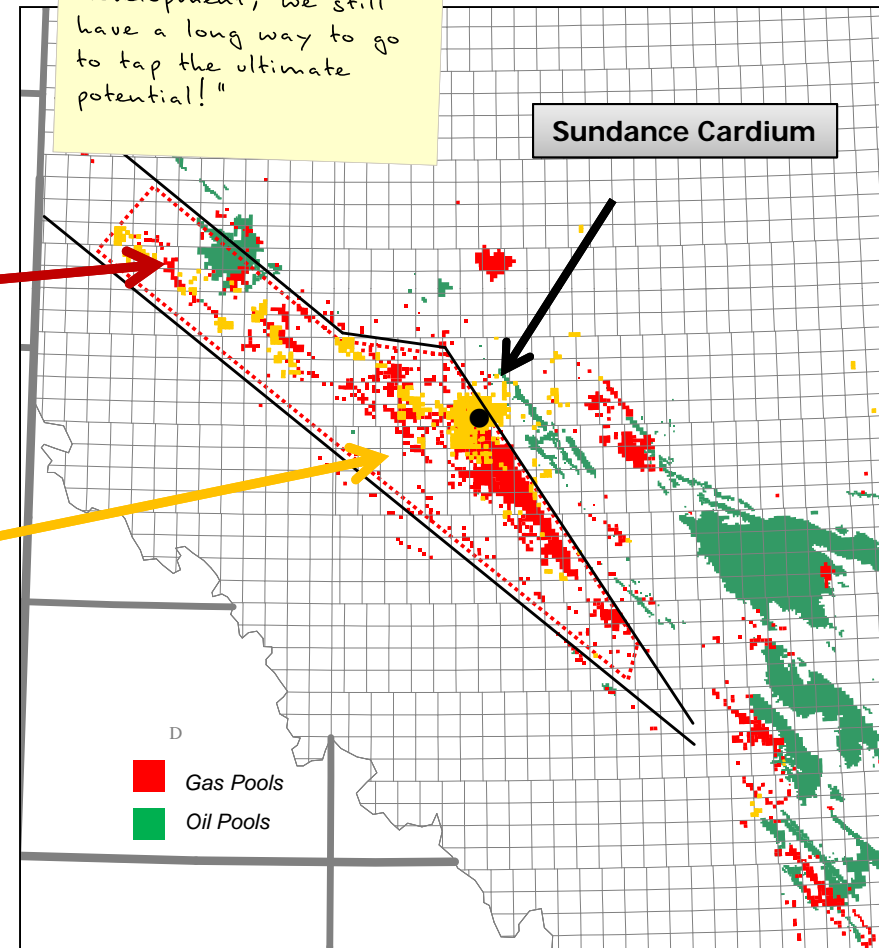 have a long way to go
to tap the ultimate
potential!"
Sundance Cardium
D
Gas Pools
Oil Pools